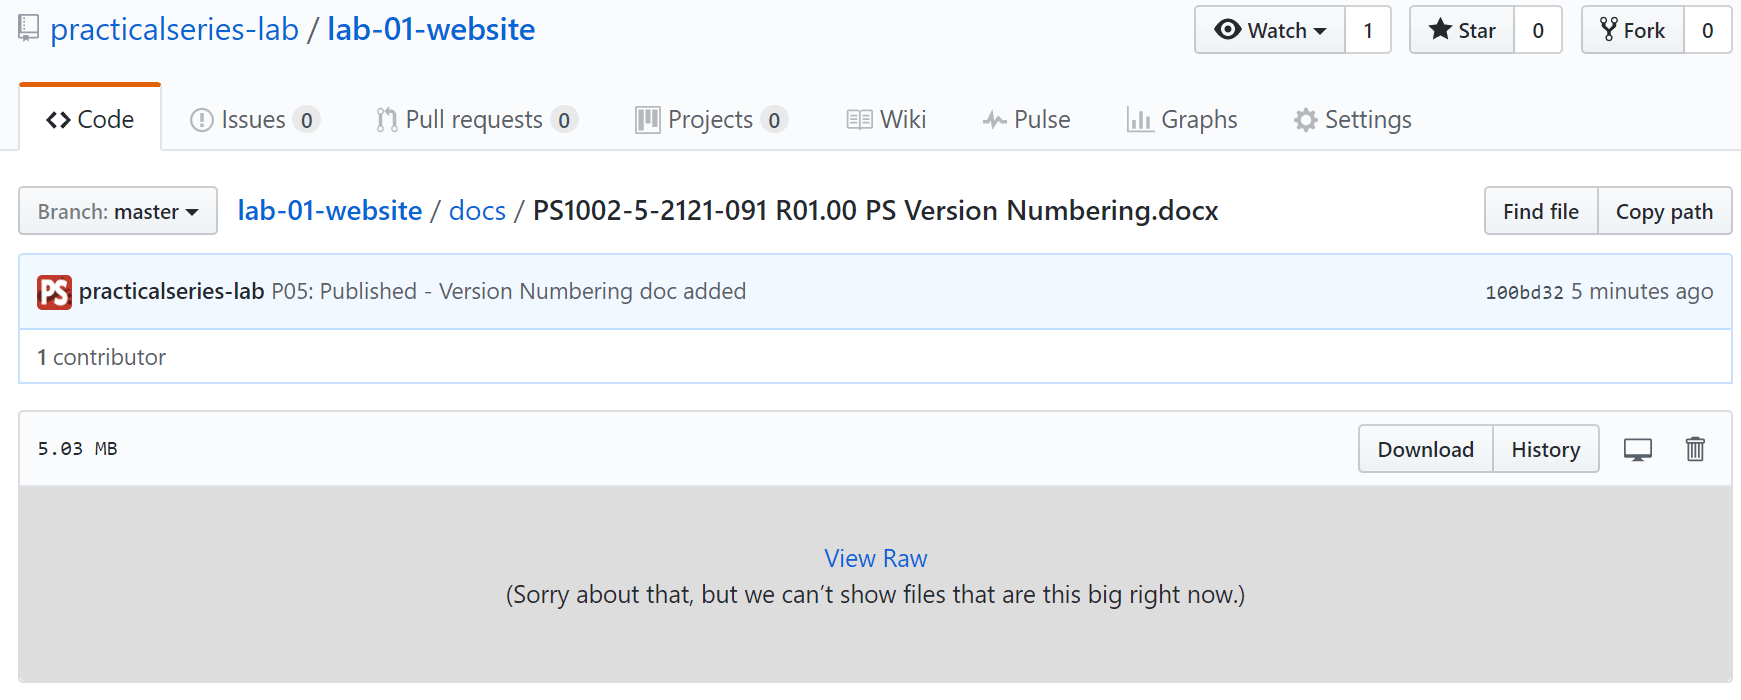 practicalseries-lab / lab-01-website Watch 1 Star 0 Fork 0
Code Issues 0 Pull requests 0 Projects 0 Wiki Pulse Graphs Settings
Branch: master lab-01-website / docs / PS1002-5-2121-091 R01.00 PS Version Numbering.docx Find file Copy path
PS practicalseries-lab P05: Published - Version Numbering doc added 100bd32 5 minutes ago
1 contributor
5.03 MB Download History
View Raw
(Sorry about that, but we can’t show files that are this big right now.)